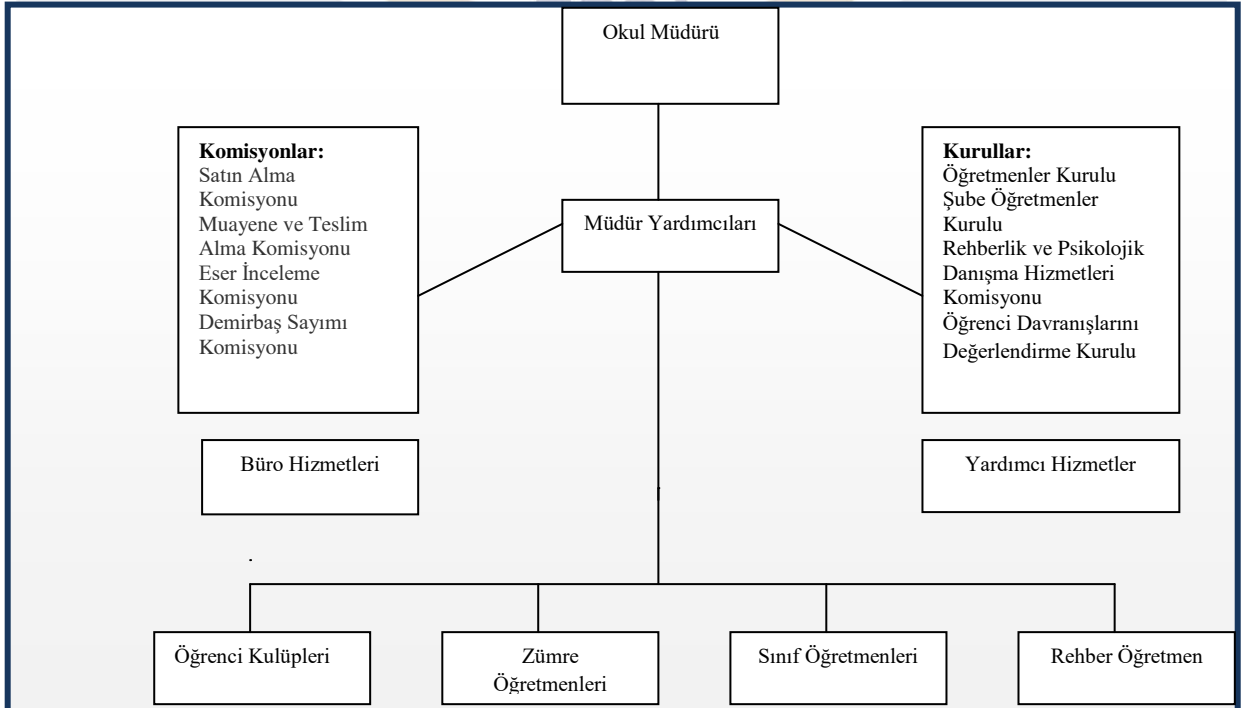 Okul Müdürü
Komisyonlar:
Satın Alma
Komisyonu
Muayene ve Teslim
Alma Komisyonu
Eser İnceleme
Komisyonu
Demirbaş Sayımı
Komisyonu
Müdür Yardımcıları
Kurullar:
Öğretmenler Kurulu
Şube Öğretmenler
Kurulu
Rehberlik ve Psikolojik
Danışma Hizmetleri
Komisyonu
Öğrenci Davranışlarını
Değerlendirme Kurulu
Büro Hizmetleri
Yardımcı Hizmetler
Öğrenci Kulüpleri
Zümre
Öğretmenleri
Sınıf Öğretmenleri
Rehber Öğretmen